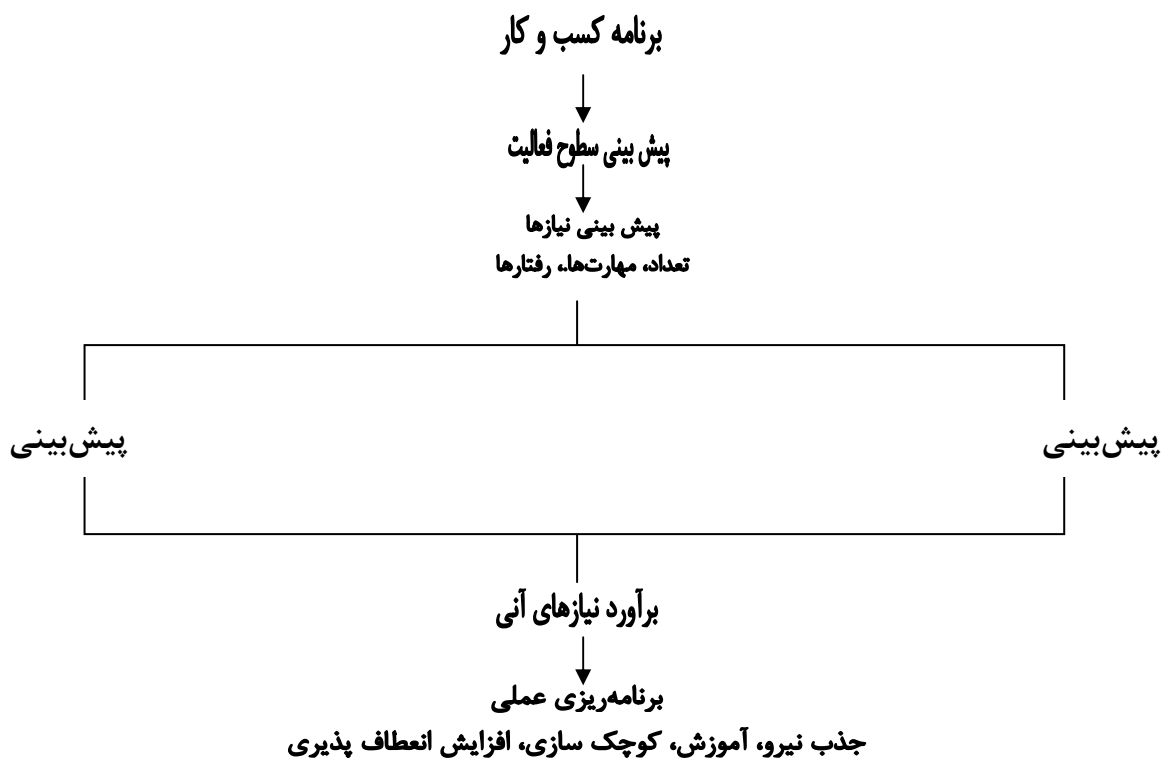 برنامه کسب و کار
پیش بینی سطوح فعالیت
پیش بینی نیازها
تعداد، مهارت‌ها،. رفتارها
پیش‌بینی
پیش‌بینی
برآورد نیازهای آنی
برنامه‌ریزی عملی
جذب نیرو، آموزش، کوچک سازی، افزایش انعطاف پذیری